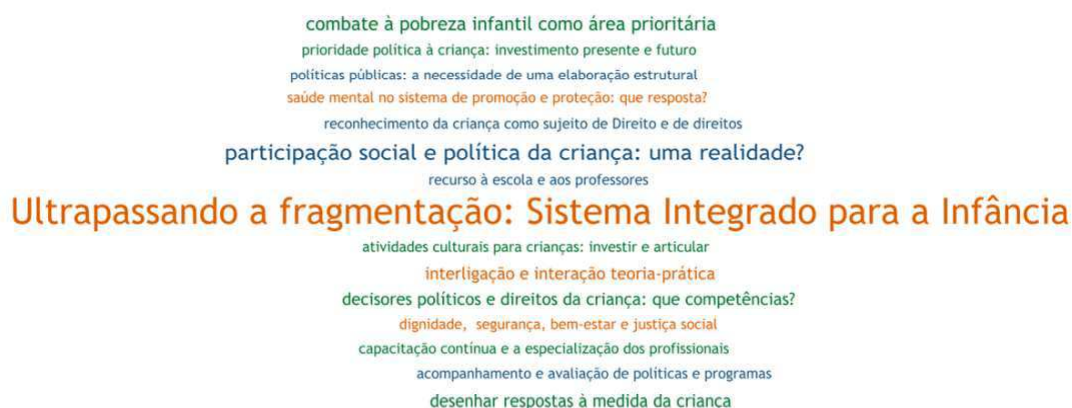 combate à pobreza infantil como área prioritária
prioridade política à criança: investimento presente e futuro
políticas públicas: a necessidade de uma elaboração estrutural
saúde mental no sistema de promoção e proteção: que resposta?
reconhecimento da criança como sujeito de Direito e de direitos
participação social e política da criança: uma realidade?
recurso à escola e aos professores
Ultrapassando a fragmentação: Sistema Integrado para a Infância
atividades culturais para crianças: investir e articular
interligação e interação teoria-prática
decisores políticos e direitos da criança: que competências?
dignidade, segurança, bem-estar e justiça social
capacitação contínua e a especialização dos profissionais
acompanhamento e avaliação de políticas e programas
desenhar respostas à medida da criança